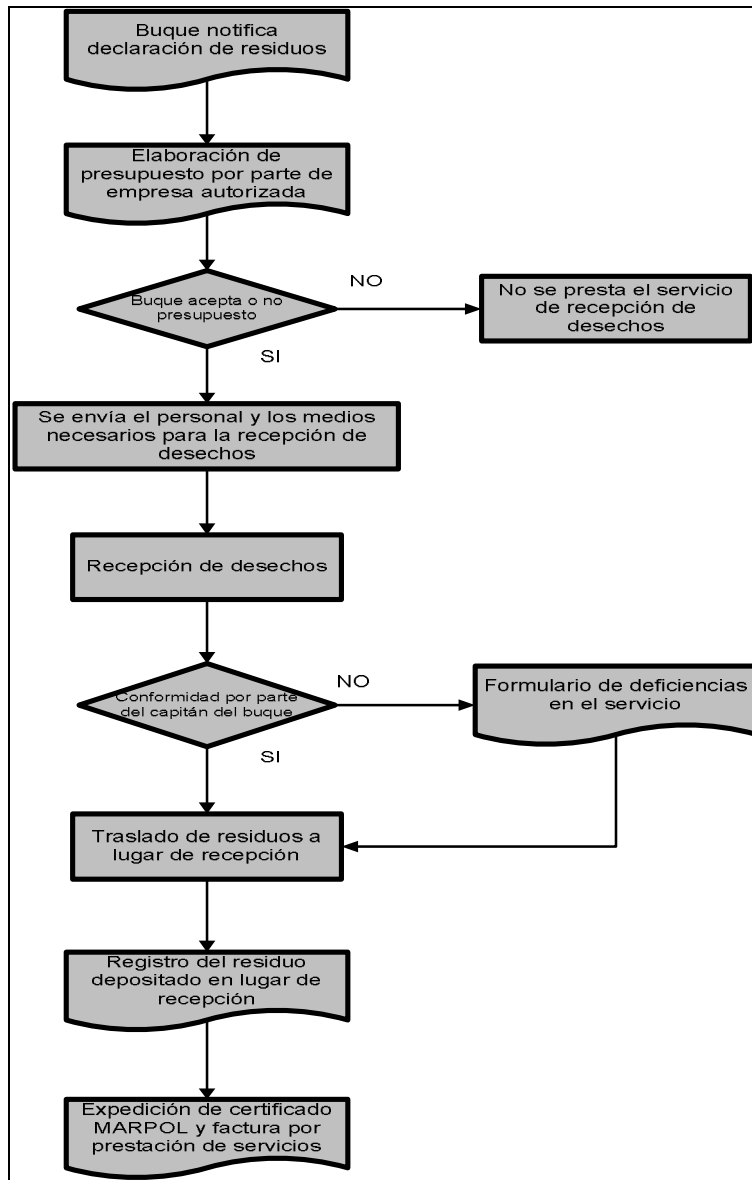 Buque notifica
declaración de residuos
Elaboración de
presupuesto por parte de
empresa autorizada
Buque acepta o no
presupuesto
NO
No se presta el servicio
de recepción de
desechos
SI
Se envía el personal y los medios
necesarios para la recepción de
desechos
Recepción de desechos
Conformidad por parte
del capitán del buque
NO
Formulario de deficiencias
en el servicio
SI
Traslado de residuos a
lugar de recepción
Registro del residuo
depositado en lugar de
recepción
Expedición de certificado
MARPOL y factura por
prestación de servicios